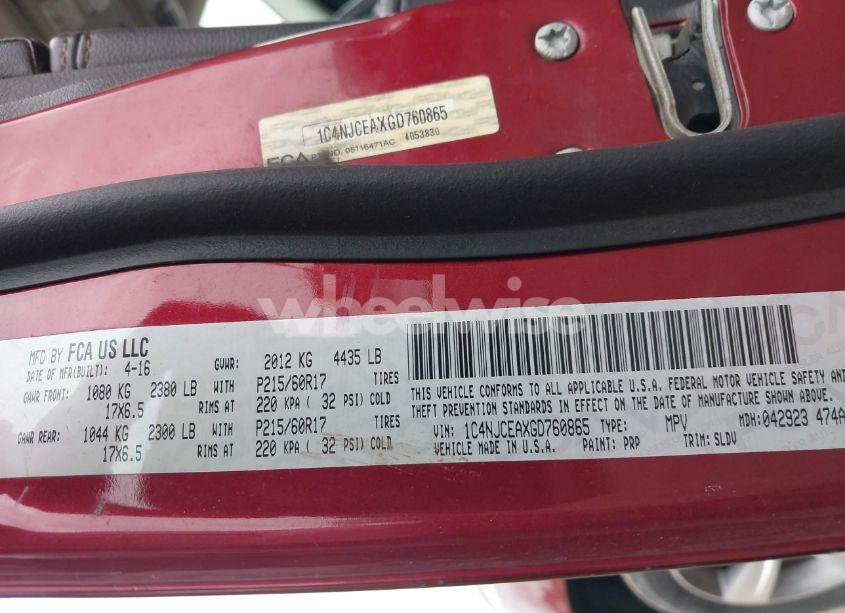 1C4NJCEAXGD760865
FCA PT. NO. 05116471AC 4053830
wheelwise
MFD BY FCA US LLC
DATE OF MFR(BUILT): 4-16 GVWR: 2012 KG 4435 LB
GAWR FRONT: 1080 KG 2380 LB WITH P215/60R17 TIRES
17X6.5 RIMS AT 220 KPA ( 32 PSI) COLD
GAWR REAR: 1044 KG 2300 LB WITH P215/60R17 TIRES
17X6.5 RIMS AT 220 KPA ( 32 PSI) COLD
THIS VEHICLE CONFORMS TO ALL APPLICABLE U.S.A. FEDERAL MOTOR VEHICLE SAFETY AND
THEFT PREVENTION STANDARDS IN EFFECT ON THE DATE OF MANUFACTURE SHOWN ABOVE.
VIN: 1C4NJCEAXGD760865 TYPE: MPV MDH:042923 474A
VEHICLE MADE IN U.S.A. PAINT: PRP TRIM: SLDV